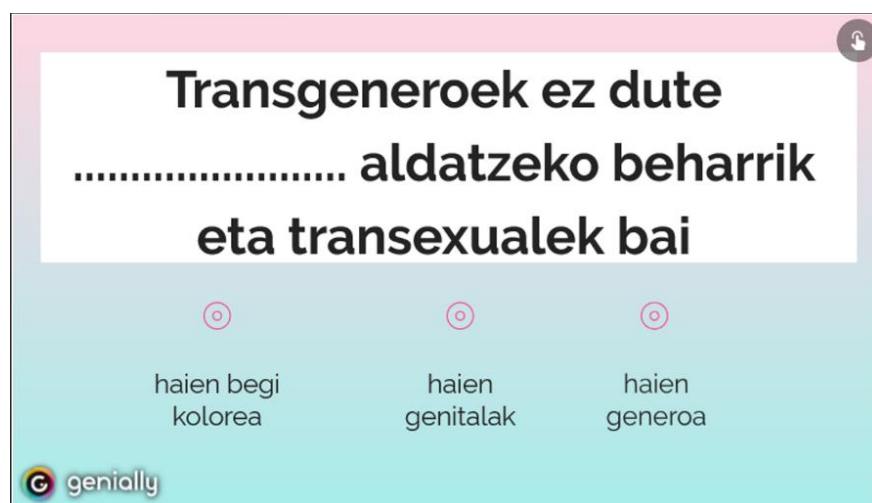 Transgeneroek ez dute
........................ aldatzeko beharrik
eta transexualek bai
haien begi
kolorea
haien
genitalak
haien
generoa
genially